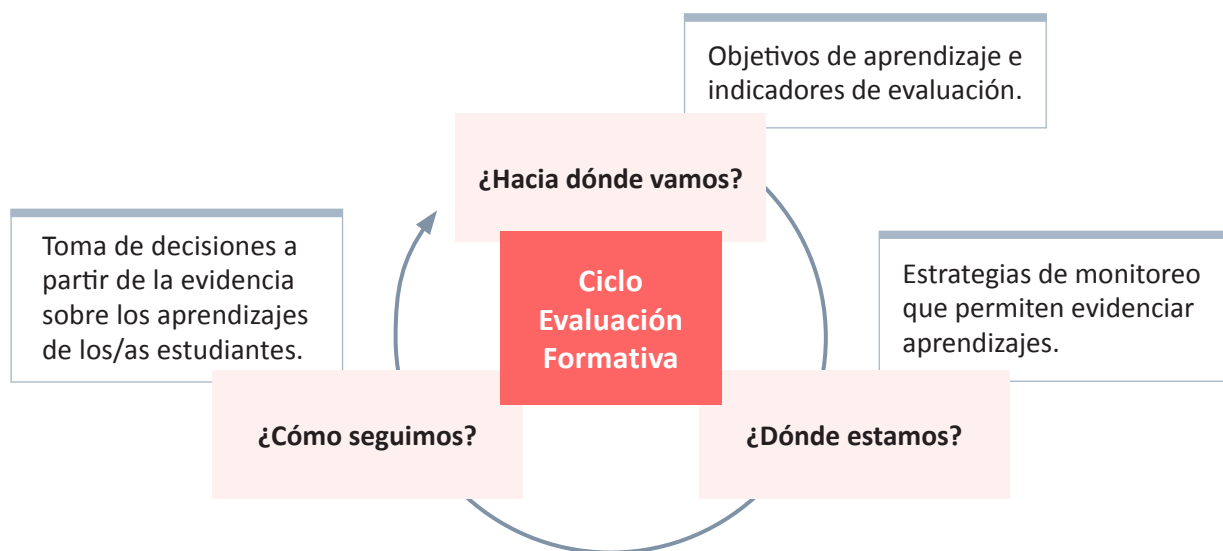 Objetivos de aprendizaje e
indicadores de evaluación.
¿Hacia dónde vamos?
Toma de decisiones a
partir de la evidencia
sobre los aprendizajes
de los/as estudiantes.
Ciclo
Evaluación
Formativa
Estrategias de monitoreo
que permiten evidenciar
aprendizajes.
¿Cómo seguimos?
¿Dónde estamos?